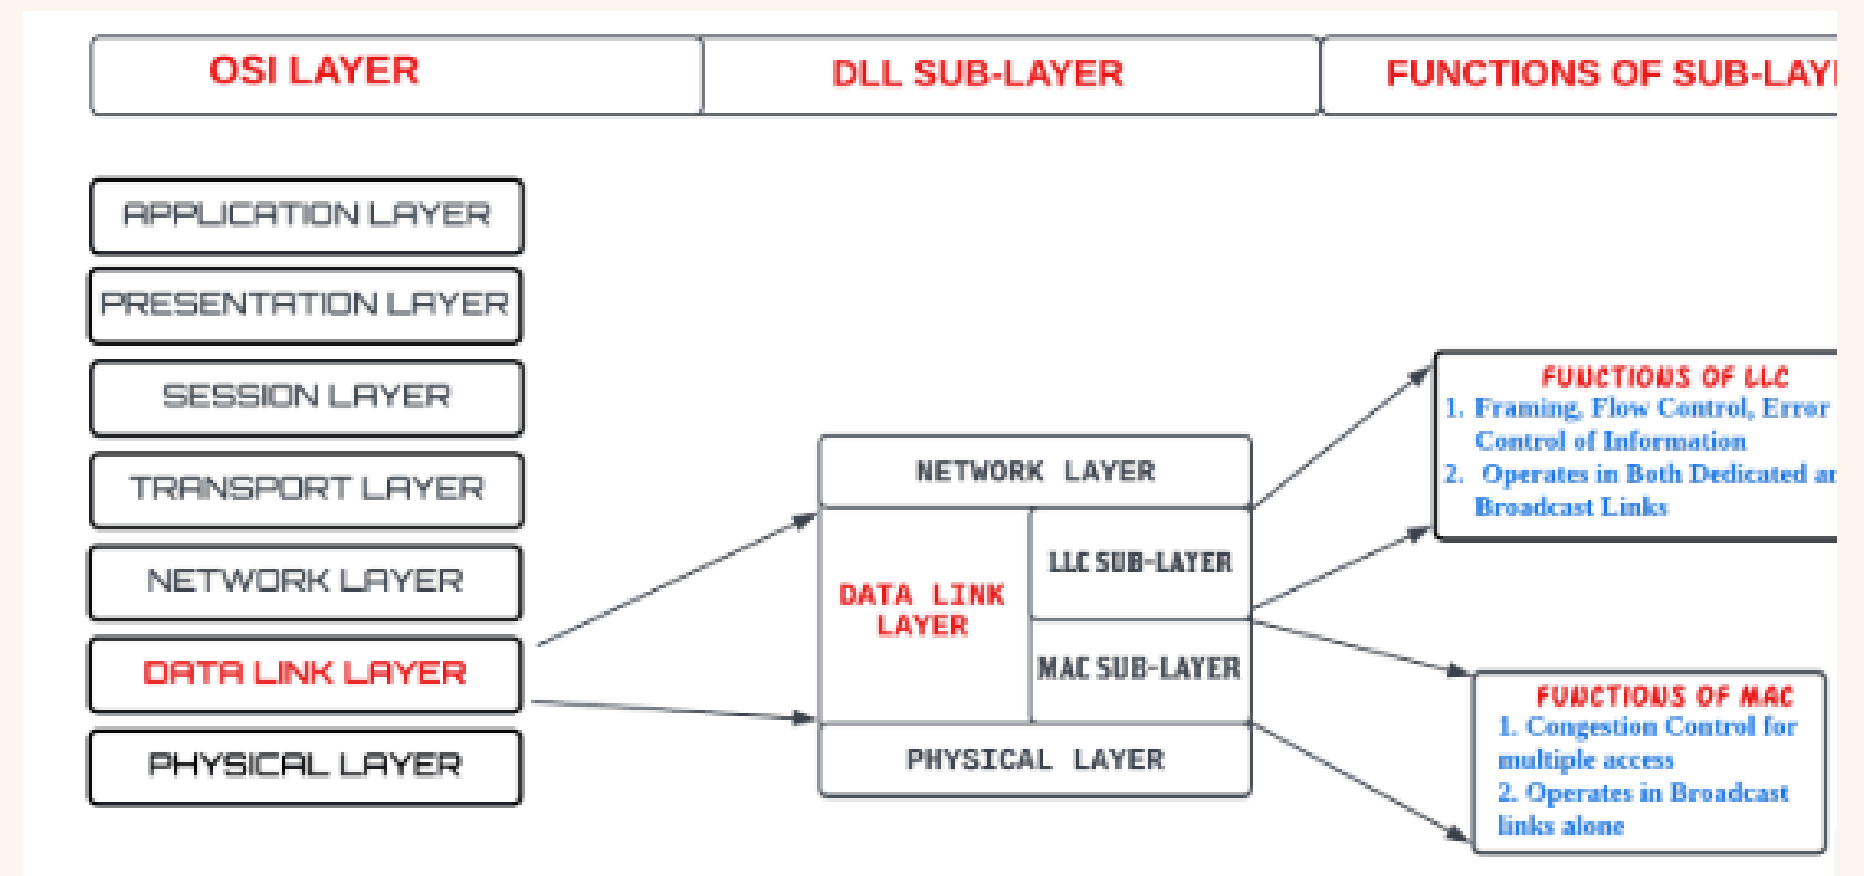 OSI LAYER
DLL SUB-LAYER
FUNCTIONS OF SUB-LAY
APPLICATION LAYER
PRESENTATION LAYER
SESSION LAYER
TRANSPORT LAYER
NETWORK LAYER
DATA LINK LAYER
PHYSICAL LAYER
NETWORK LAYER
DATA LINK
LAYER
LLC SUB-LAYER
MAC SUB-LAYER
PHYSICAL LAYER
FUNCTIONS OF LLC
1. Framing, Flow Control, Error
Control of Information
2. Operates in Both Dedicated
Broadcast Links
FUNCTIONS OF MAC
1. Congestion Control for
multiple access
2. Operates in Broadcast
links alone